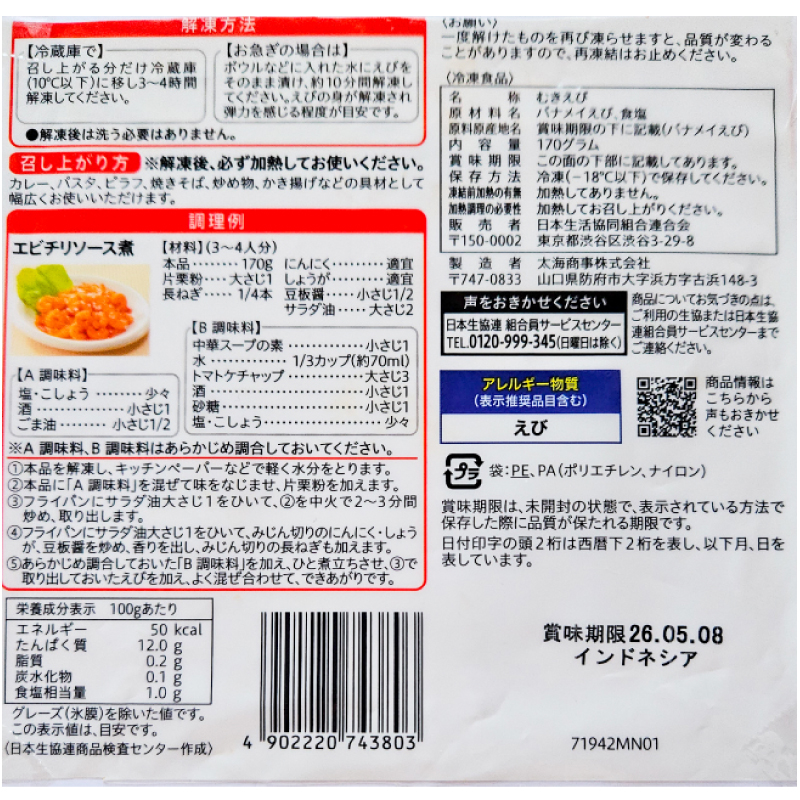 解凍方法
【冷蔵庫で】
召し上がる分だけ冷蔵庫
(10℃以下)に移し3〜4時間
解凍してください。
【お急ぎの場合は】
ボウルなどに入れた水にえびを
そのまま漬け、約10分間解凍し
てください。えびの身が解凍され
弾力を感じる程度が目安です。
●解凍後は洗う必要はありません。
召し上がり方 ※解凍後、必ず加熱してお使いください。
カレー、パスタ、ピラフ、焼きそば、炒め物、かき揚げなどの具材として
幅広くお使いいただけます。
調理例
エビチリソース煮
【材料】(3〜4人分)
本品………170g にんにく……適宜
片栗粉……大さじ1 しょうが……適宜
長ねぎ……1/4本 豆板醤……小さじ1/2
サラダ油……大さじ2
【A 調味料】
塩・こしょう………少々
酒………………小さじ1
ごま油……小さじ1/2
【B 調味料】
中華スープの素……………小さじ1
水……………1/3カップ(約70ml)
トマトケチャップ……………大さじ3
酒………………………小さじ1
砂糖……………………小さじ1
塩・こしょう…………………少々
※A 調味料、B 調味料はあらかじめ調合しておいてください。
①本品を解凍し、キッチンペーパーなどで軽く水分をとります。
②本品に「A 調味料」を混ぜて味をなじませ、片栗粉を加えます。
③フライパンにサラダ油大さじ1をひいて、②を中火で2〜3分間
炒め、取り出します。
④フライパンにサラダ油大さじ1をひいて、みじん切りのにんにく・しょう
が、豆板醤を炒め、香りを出し、みじん切りの長ねぎも加えます。
⑤あらかじめ調合しておいた「B 調味料」を加え、ひと煮立ちさせ、③で
取り出しておいたえびを加え、よく混ぜ合わせて、できあがりです。
栄養成分表示 100gあたり
エネルギー 50 kcal
たんぱく質 12.0 g
脂質 0.2 g
炭水化物 0.1 g
食塩相当量 1.0 g
グレーズ(氷膜)を除いた値です。
この表示値は、目安です。
(日本生協連商品検査センター作成)
4 902220 743803
〈お願い〉
一度解けたものを再び凍らせますと、品質が変わる
ことがありますので、再凍結はお止めください。
〈冷凍食品〉
名称 むきえび
原材料名 バナメイえび、食塩
原料原産地名 賞味期限の下に記載(バナメイえび)
内容量 170グラム
賞味期限 この面の下部に記載してあります。
保存方法 冷凍(−18℃以下)で保存してください。
凍結前加熱の有無 加熱してありません。
加熱調理の必要性 加熱してお召し上がりください。
販売者 日本生活協同組合連合会
〒150-0002 東京都渋谷区渋谷3-29-8
製造者 太海商事株式会社
〒747-0833 山口県防府市大字浜方字古浜148-3
声をおきかせください
日本生協連 組合員サービスセンター
TEL.0120-999-345(日曜日は除く)
商品についてお気づきの点は、
ご利用の生協または日本生協
連組合員サービスセンターまで
ご連絡ください。
アレルギー物質
(表示推奨品目含む)
えび
商品情報は
こちらから
声もおきかせ
ください
プラ 袋:PE、PA(ポリエチレン、ナイロン)
賞味期限は、未開封の状態で、表示されている方法で
保存した際に品質が保たれる期限です。
日付印字の頭2桁は西暦下2桁を表し、以下月、日を
表しています。
賞味期限26.05.08
インドネシア
71942MN01